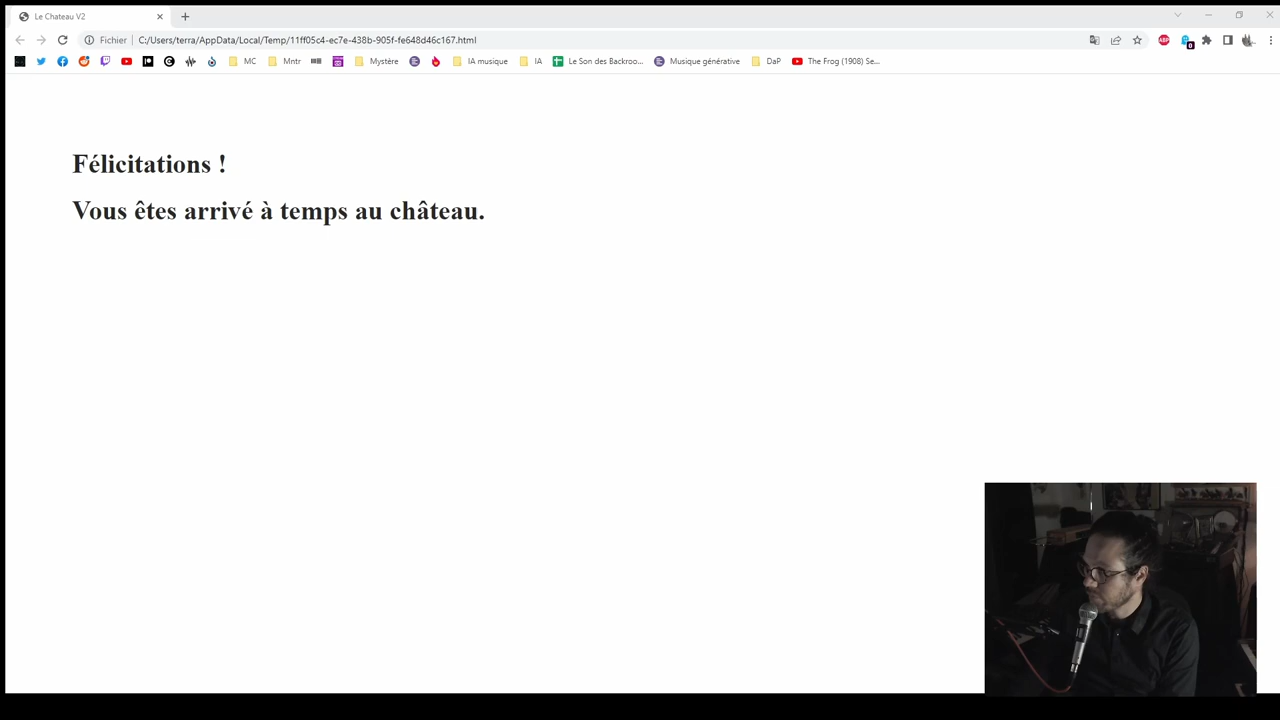 Le Chateau V2
Fichier
C:/Users/terra/AppData/Local/Temp/11ff05c4-ec7e-438b-905f-fe648d46c167.html
ABP
0
MC
Mntr
Mystère
IA musique
IA
Le Son des Backroo...
Musique générative
DaP
The Frog (1908) Se...
Félicitations !
Vous êtes arrivé à temps au château.